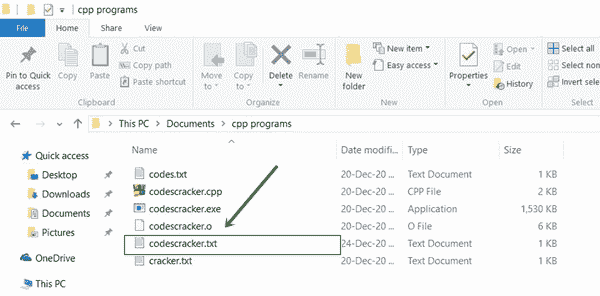 cpp programs
File Home Share View
Pin to Quick access
Copy
Paste
Cut
Copy path
Paste shortcut
Clipboard
Move to
Copy to
Delete
Rename
Organize
New folder
New item
Easy access
New
Properties
Open
Edit
History
Open
Select all
Select none
Invert selec
Select
This PC Documents cpp programs
Name Date modific... Type Size
Quick access
Desktop
Downloads
Documents
Pictures
OneDrive
This PC
codes.txt 20-Dec-20 ... Text Document 1 KB
codescracker.cpp 20-Dec-20 ... CPP File 2 KB
codescracker.exe 20-Dec-20 ... Application 1,530 KB
codescracker.o 20-Dec-20 ... O File 6 KB
codescracker.txt 24-Dec-20 ... Text Document 1 KB
cracker.txt 20-Dec-20 ... Text Document 1 KB